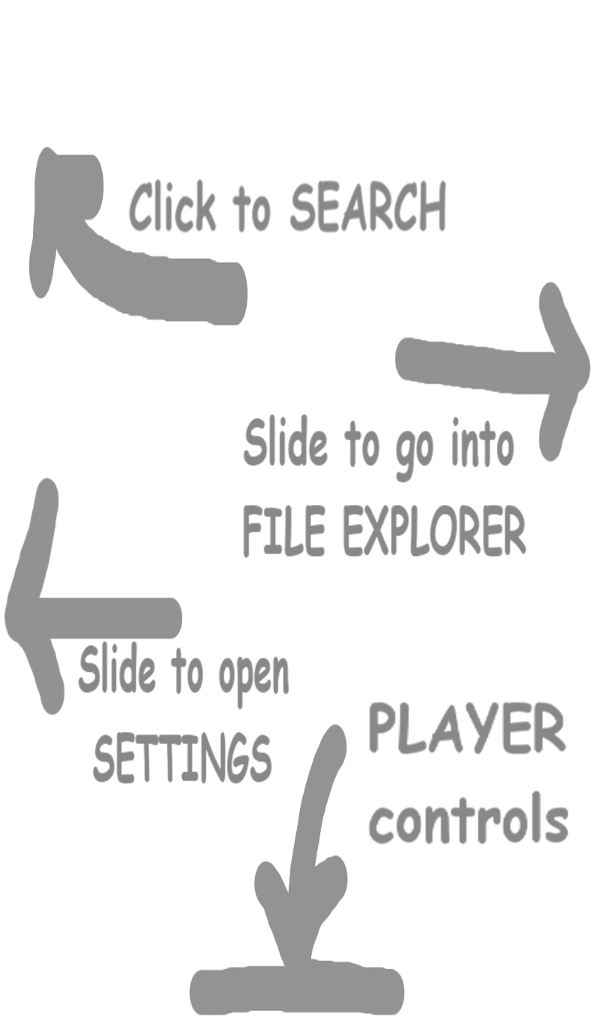 Click to SEARCH
Slide to go into
FILE EXPLORER
Slide to open
SETTINGS
PLAYER
controls